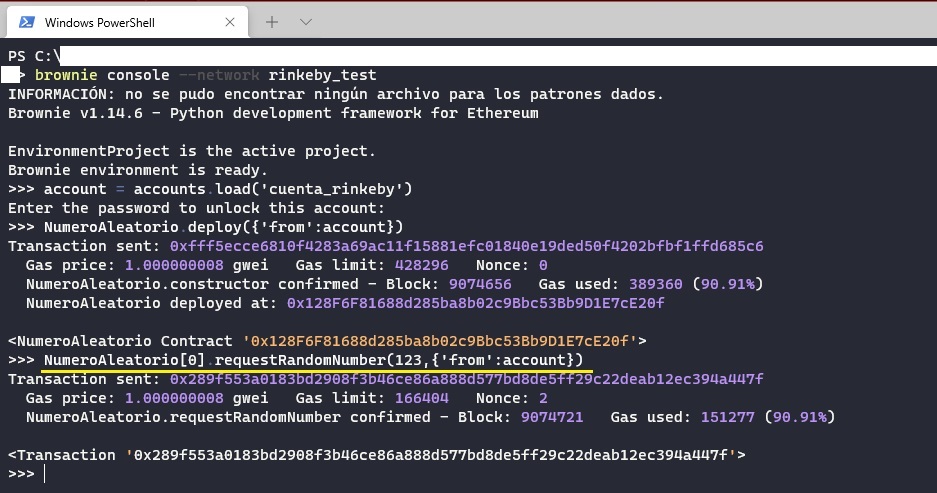 Windows PowerShell
PS C:\
> brownie console --network rinkeby_test
INFORMACIÓN: no se pudo encontrar ningún archivo para los patrones dados.
Brownie v1.14.6 - Python development framework for Ethereum
EnvironmentProject is the active project.
Brownie environment is ready.
>>> account = accounts.load('cuenta_rinkeby')
Enter the password to unlock this account:
>>> NumeroAleatorio.deploy({'from':account})
Transaction sent: 0xfff5ecce6810f4283a69ac11f15881efc01840e19ded50f4202bfbf1ffd685c6
Gas price: 1.000000008 gwei   Gas limit: 428296   Nonce: 0
NumeroAleatorio.constructor confirmed - Block: 9074656   Gas used: 389360 (90.91%)
NumeroAleatorio deployed at: 0x128F6F81688d285ba8b02c9Bbc53Bb9D1E7cE20f
<NumeroAleatorio Contract '0x128F6F81688d285ba8b02c9Bbc53Bb9D1E7cE20f'>
>>> NumeroAleatorio[0].requestRandomNumber(123,{'from':account})
Transaction sent: 0x289f553a0183bd2908f3b46ce86a888d577bd8de5ff29c22deab12ec394a447f
Gas price: 1.000000008 gwei   Gas limit: 166404   Nonce: 2
NumeroAleatorio.requestRandomNumber confirmed - Block: 9074721   Gas used: 151277 (90.91%)
<Transaction '0x289f553a0183bd2908f3b46ce86a888d577bd8de5ff29c22deab12ec394a447f'>
>>>